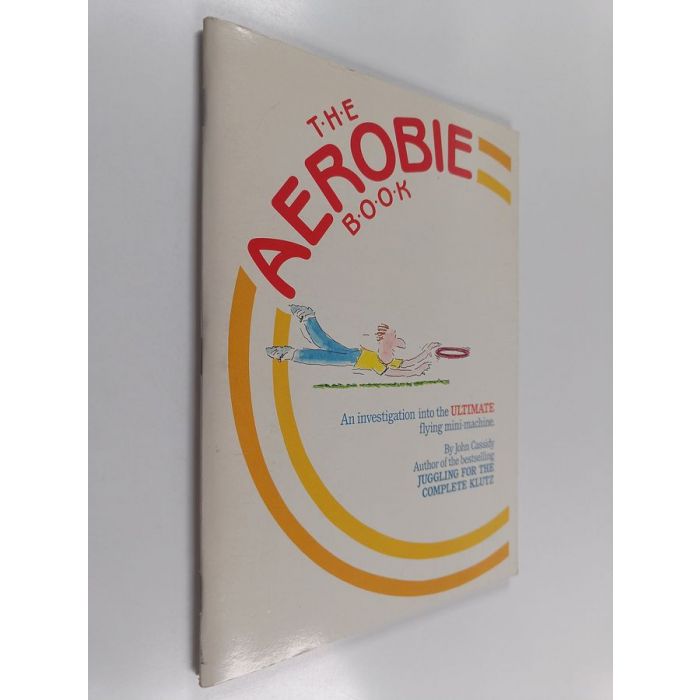 T·H·E
AEROBIE
B·O·O·K
An investigation into the ULTIMATE
flying mini-machine.
By John Cassidy
Author of the bestselling
JUGGLING FOR THE
COMPLETE KLUTZ